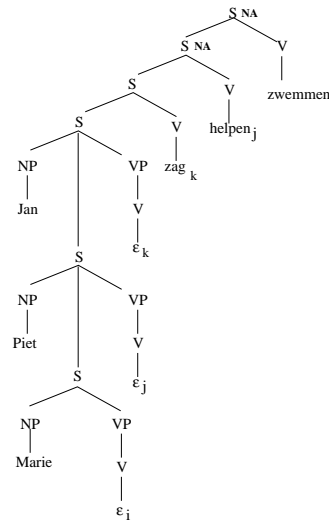 S NA
S NA V
S zwemmen
S V V
helpen j
NP VP zag k
Jan V
ε k
S
NP VP
Piet V
ε j
S
NP VP
Marie V
ε i